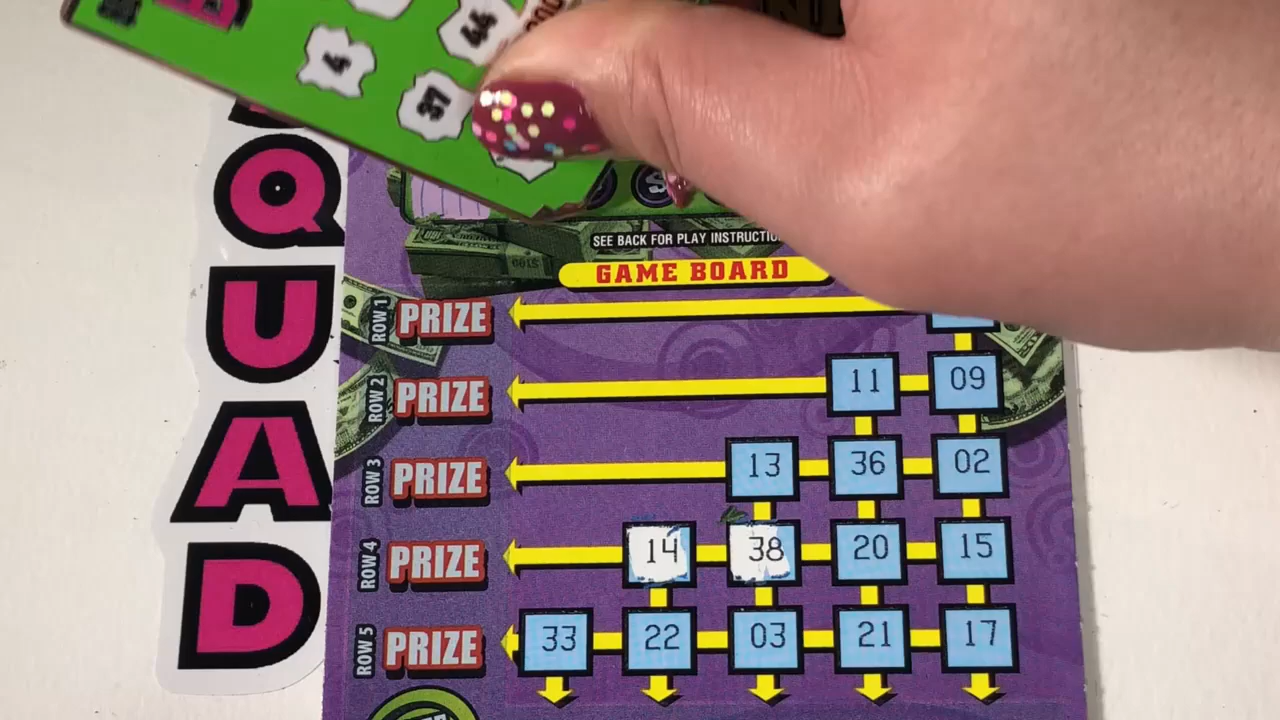 44
4
37
SEE BACK FOR PLAY
GAME BOARD
ROW 1 PRIZE
ROW 2 PRIZE 11 09
ROW 3 PRIZE 13 36 02
ROW 4 PRIZE 14 38 20 15
ROW 5 PRIZE 33 22 03 21 17
QUAD